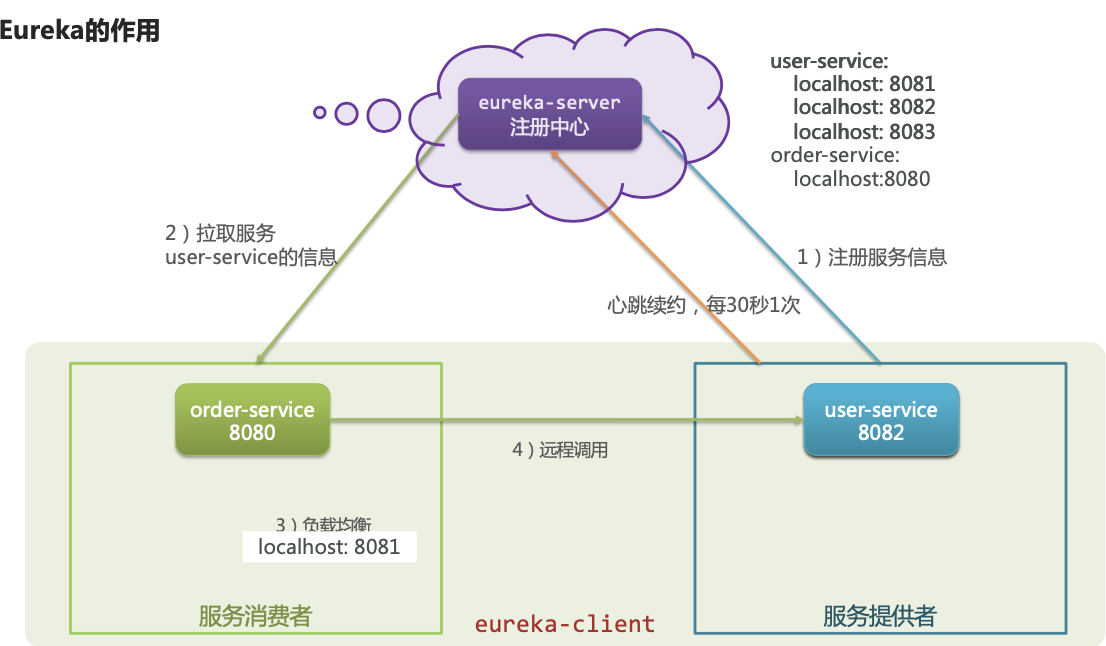 Eureka的作用
eureka-server
注册中心
user-service:
localhost: 8081
localhost: 8082
localhost: 8083
order-service:
localhost:8080
2）拉取服务
user-service的信息
1）注册服务信息
心跳续约，每30秒1次
order-service
8080
user-service
8082
4）远程调用
3）负载均衡
localhost: 8081
服务消费者
eureka-client
服务提供者